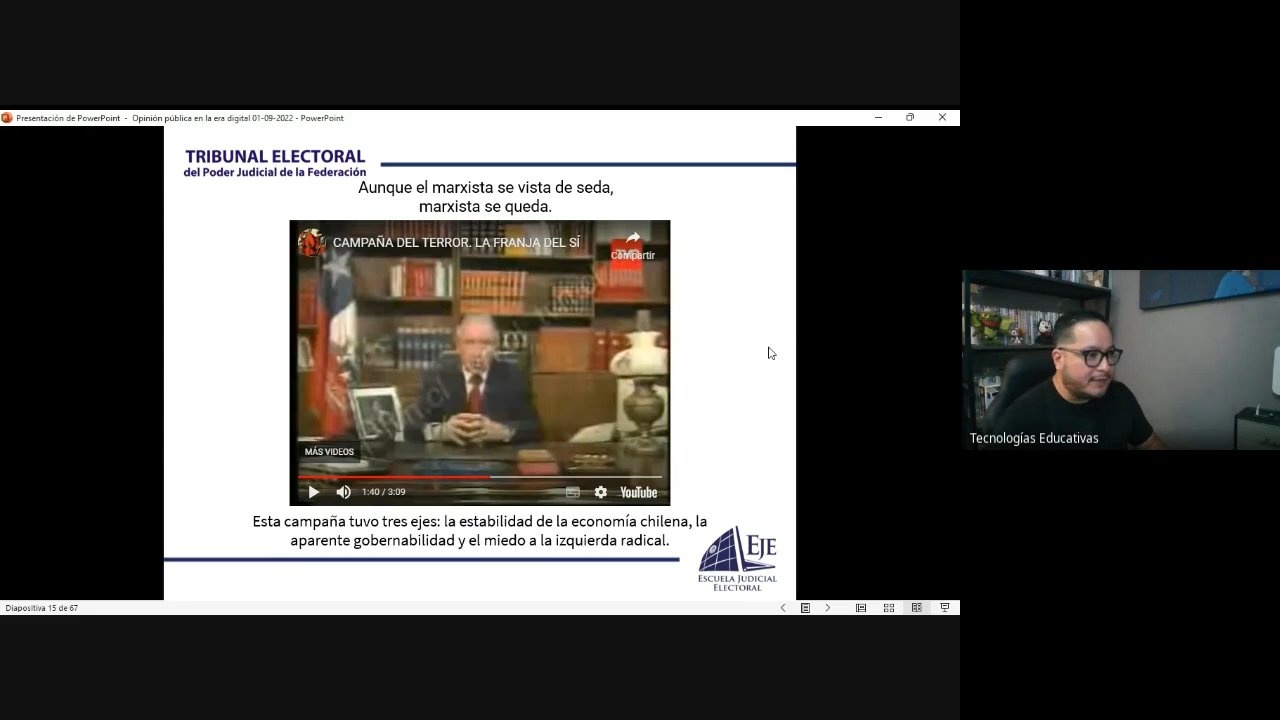 Presentación de PowerPoint - Opinión pública en la era digital 01-09-2022 - PowerPoint
TRIBUNAL ELECTORAL
del Poder Judicial de la Federación
Aunque el marxista se vista de seda,
marxista se queda.
CAMPAÑA DEL TERROR. LA FRANJA DEL SÍ
Compartir
MÁS VIDEOS
1:40 / 3:09
YouTube
Esta campaña tuvo tres ejes: la estabilidad de la economía chilena, la
aparente gobernabilidad y el miedo a la izquierda radical.
EJE
ESCUELA JUDICIAL
ELECTORAL
Diapositiva 15 de 67
Tecnologías Educativas